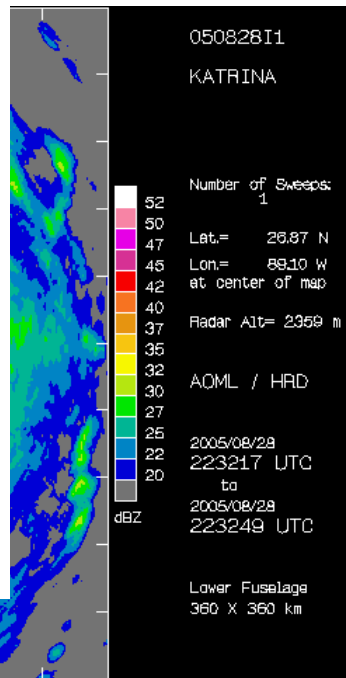 050828I1
KATRINA
Number of Sweeps:
1
Lat.= 26.87 N
Lon.= 89.10 W
at center of map
Radar Alt= 2359 m
AOML / HRD
2005/08/28
223217 UTC
to
2005/08/28
223249 UTC
Lower Fuselage
360 X 360 km
52
50
47
45
42
40
37
35
32
30
27
25
22
20
dBZ